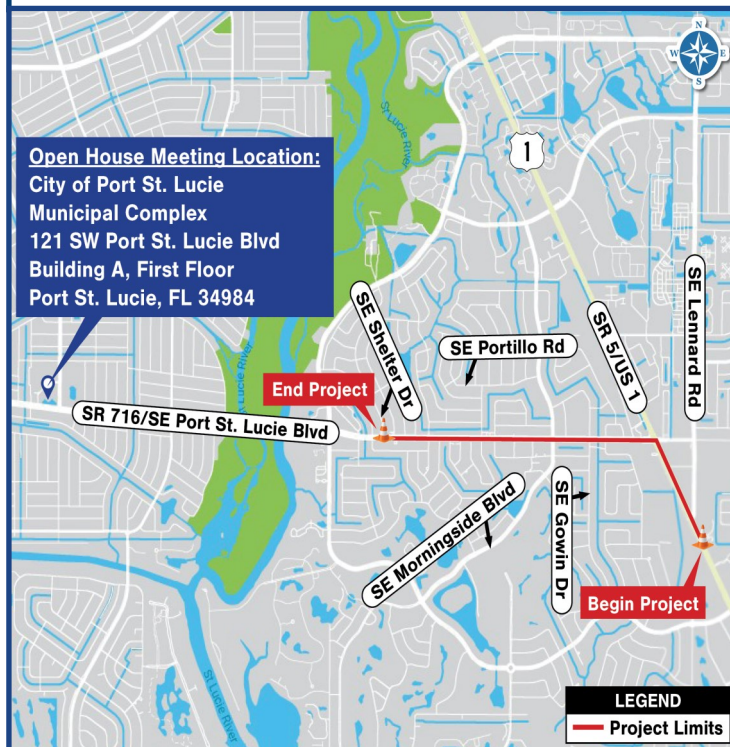 N
W E
S
St Lucie River
1
Open House Meeting Location:
City of Port St. Lucie
Municipal Complex
121 SW Port St. Lucie Blvd
Building A, First Floor
Port St. Lucie, FL 34984
SE Shelter Dr
SE Portillo Rd
SR 5/US 1
SE Lennard Rd
St Lucie River
End Project
SR 716/SE Port St. Lucie Blvd
SE Morningside Blvd
SE Gowin Dr
Begin Project
St Lucie River
LEGEND
Project Limits